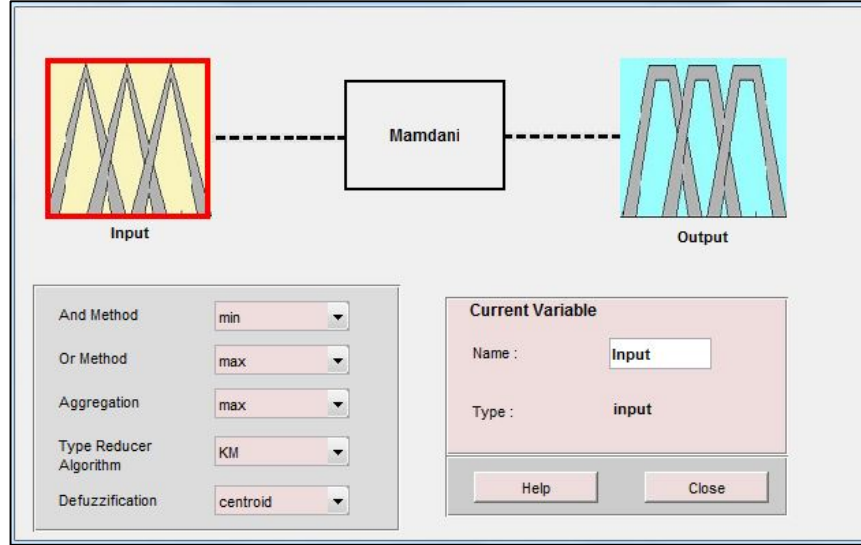 Mamdani
Input
Output
And Method
min
Or Method
max
Aggregation
max
Type Reducer
Algorithm
KM
Defuzzification
centroid
Current Variable
Name :
Input
Type :
input
Help
Close